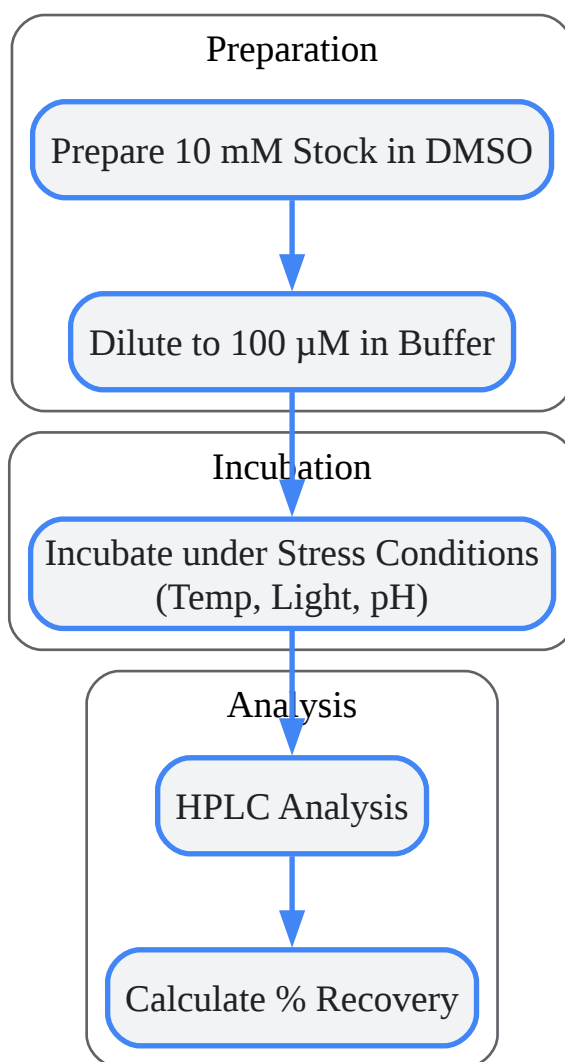 Preparation
Prepare 10 mM Stock in DMSO
Dilute to 100 µM in Buffer
Incubation
Incubate under Stress Conditions
(Temp, Light, pH)
Analysis
HPLC Analysis
Calculate % Recovery